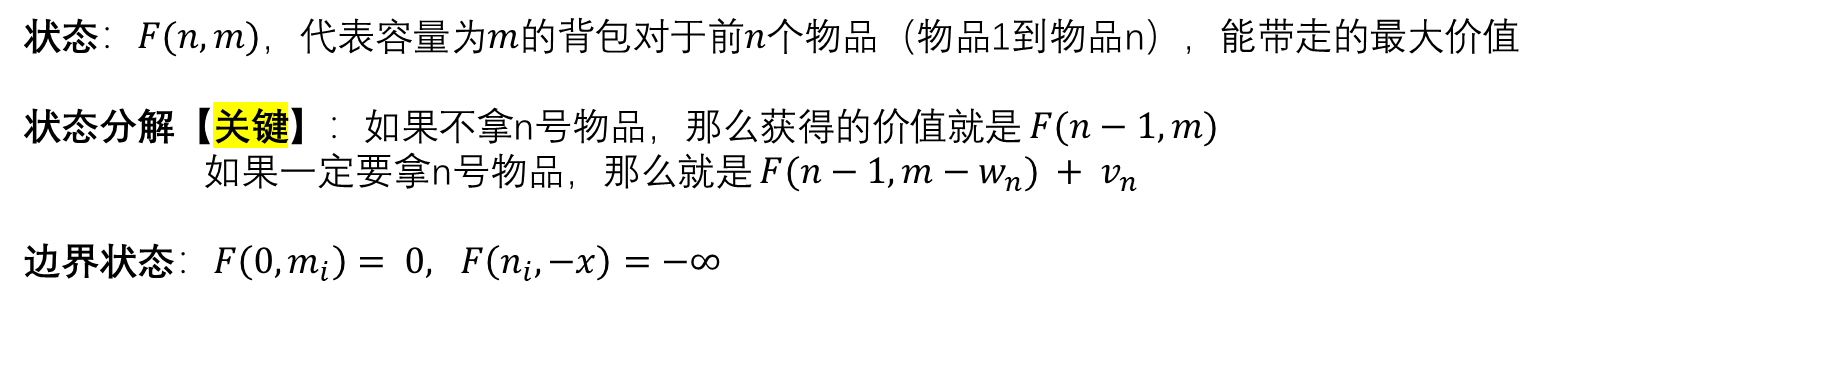 状态：F(n, m)，代表容量为m的背包对于前n个物品（物品1到物品n），能带走的最大价值
状态分解【关键】：如果不拿n号物品，那么获得的价值就是F(n − 1, m)
如果一定要拿n号物品，那么就是F(n − 1, m − wₙ) + vₙ
边界状态：F(0, mᵢ) = 0, F(nᵢ, −x) = −∞